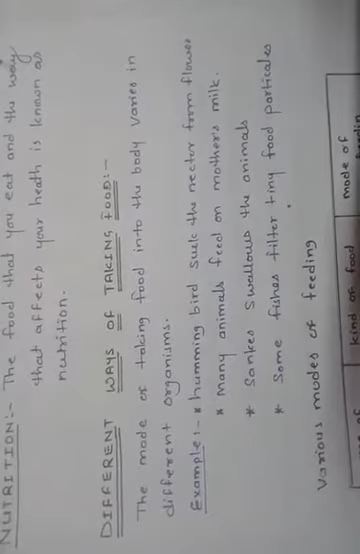 NUTRITION:- The food that you eat and the way
that affects your heath is known as
nutrition.
DIFFERENT WAYS OF TAKING FOOD:-
The mode of taking food into the body varies in
different organisms.
Example:- * humming bird suck the nector from flower
* Many animals feed on mother's milk.
* Sankes swallows the animals
* Some fishes filter tiny food particales
Various modes of feeding
kind of food
mode of